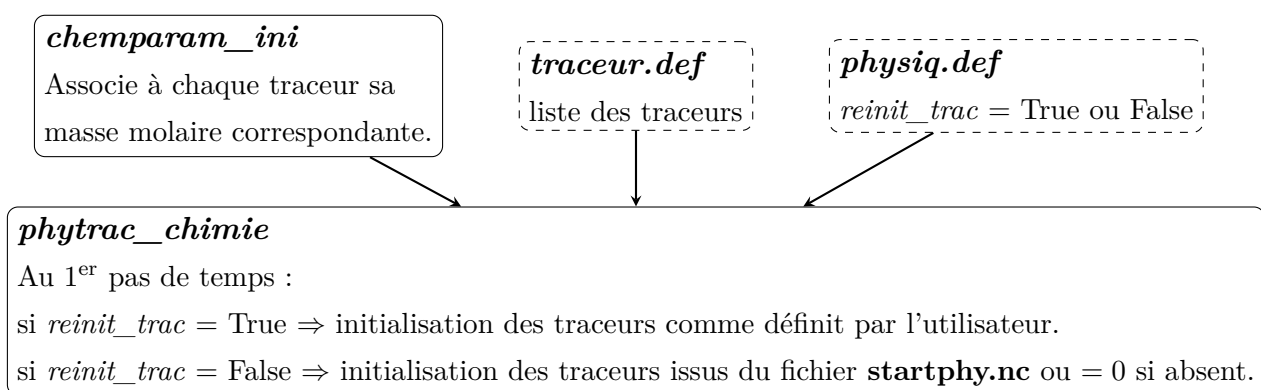 chemparam_ini
Associe à chaque traceur sa
masse molaire correspondante.
traceur.def
liste des traceurs
physiq.def
reinit_trac = True ou False
phytrac_chimie
Au 1er pas de temps :
si reinit_trac = True ⇒ initialisation des traceurs comme définit par l'utilisateur.
si reinit_trac = False ⇒ initialisation des traceurs issus du fichier startphy.nc ou = 0 si absent.